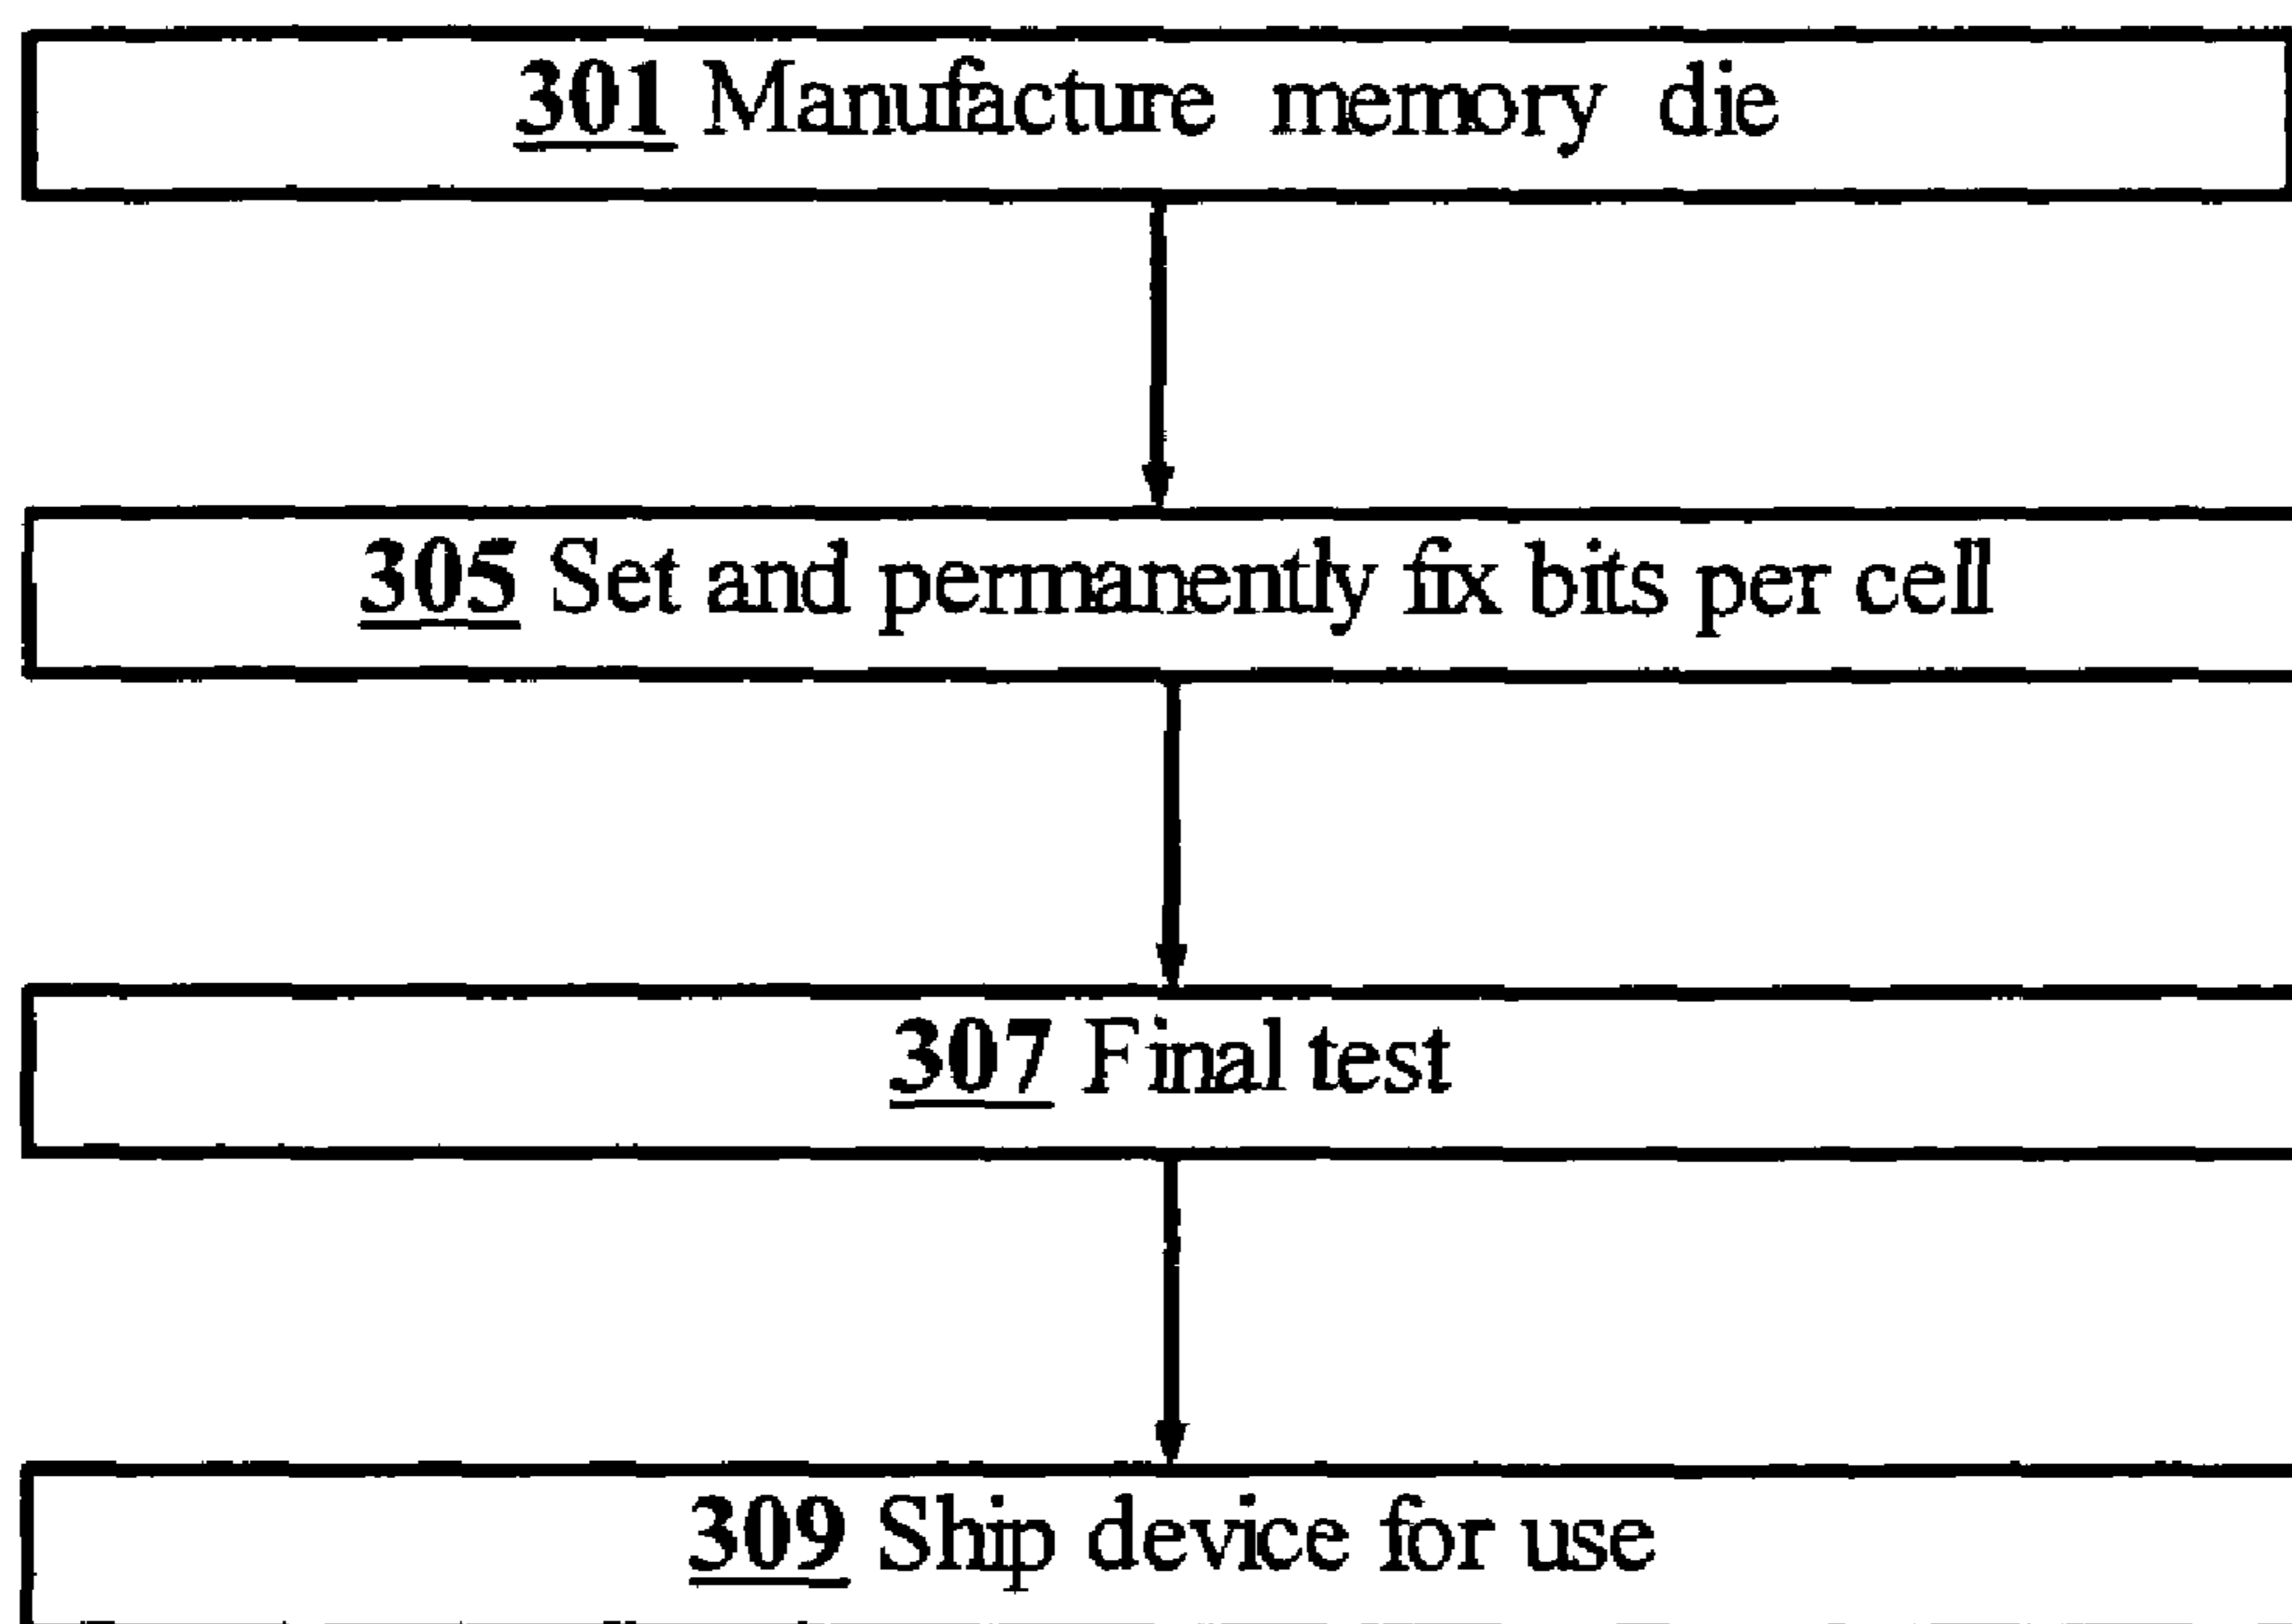 301 Manufacture memory die
305 Set and permanently fix bits per cell
307 Final test
309 Ship device for use